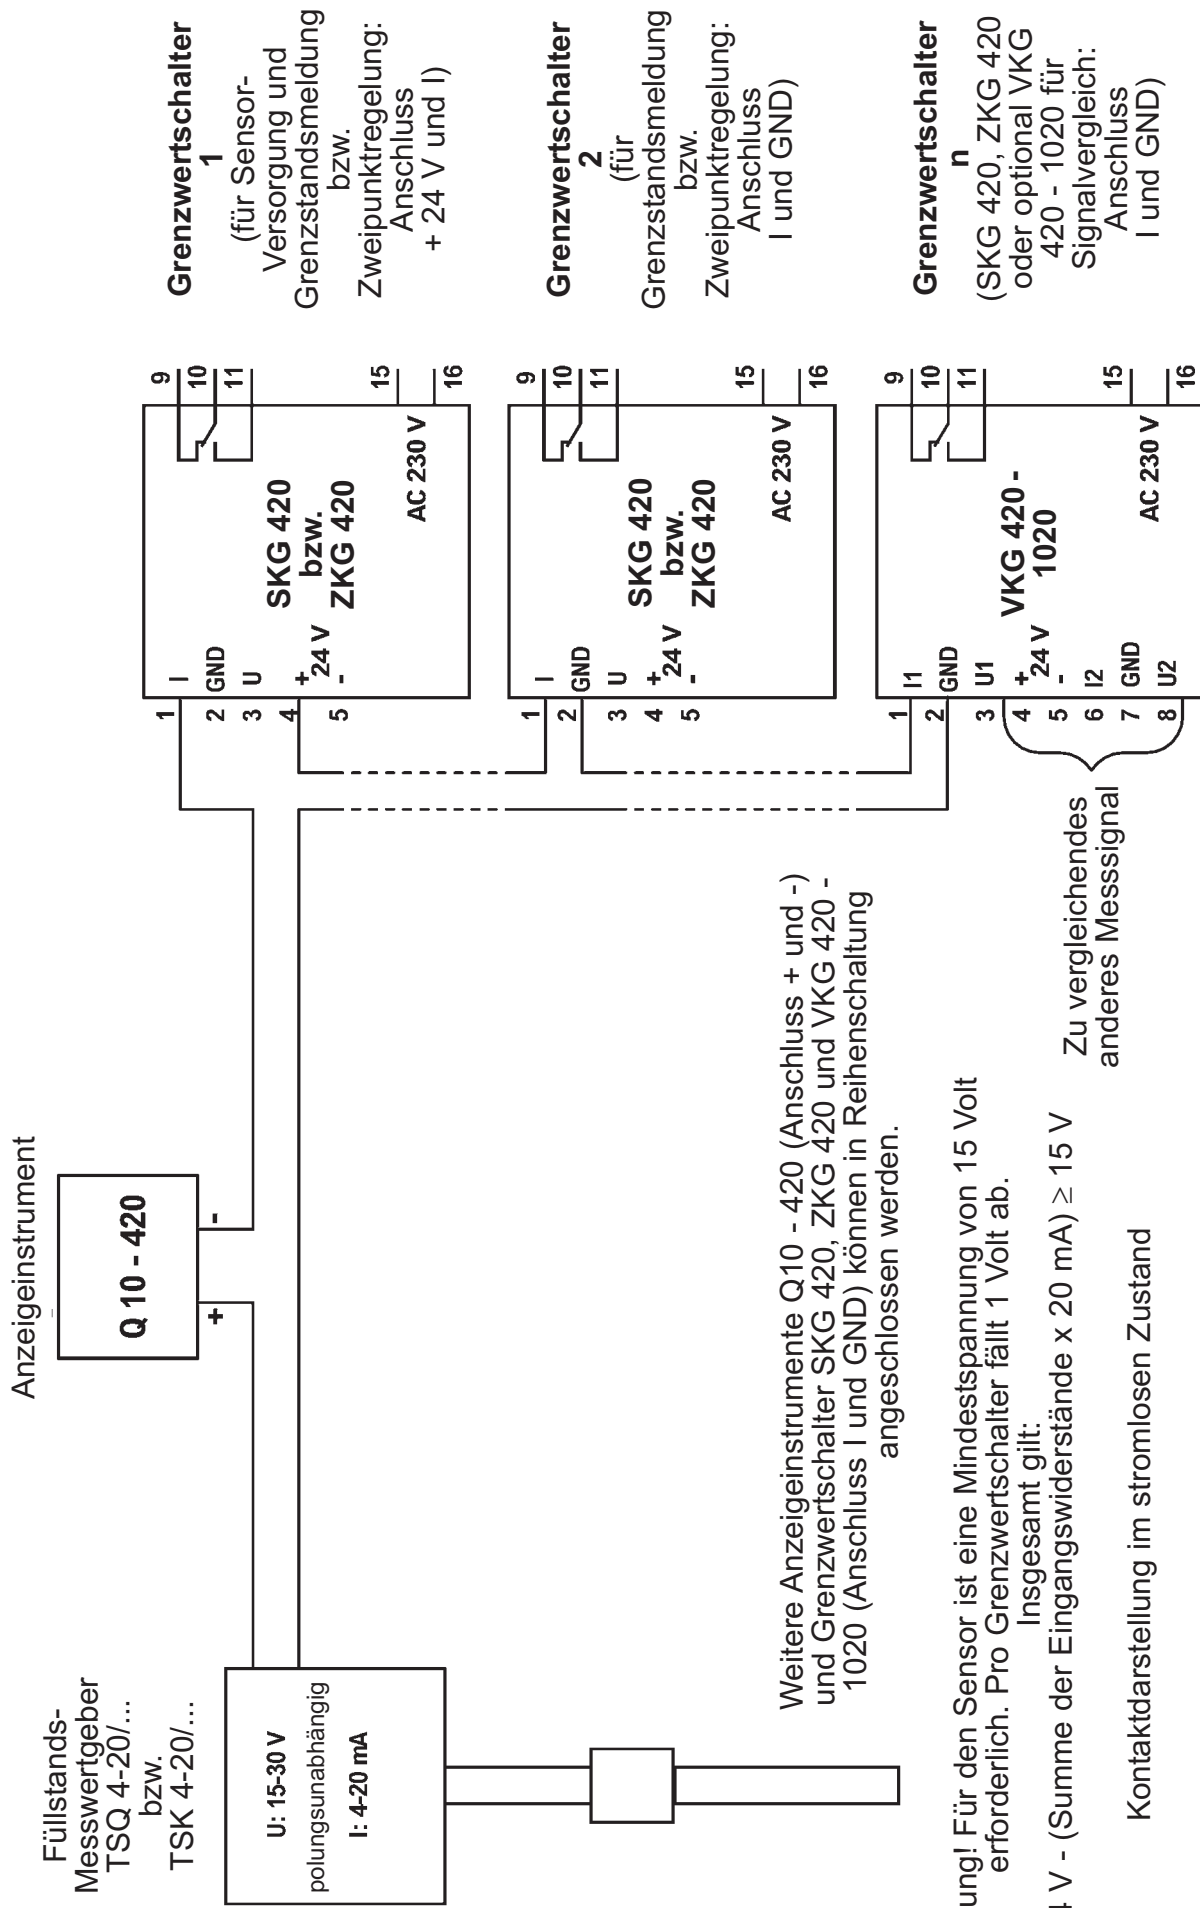 Füllstands-
Messwertgeber
TSQ 4-20/...
bzw.
TSK 4-20/...
U: 15-30 V
polungsunabhängig
I: 4-20 mA
Anzeigeinstrument
Q 10 - 420
+
-
1
2
3
4
5
I
GND
U
+
24 V
-
SKG 420
bzw.
ZKG 420
AC 230 V
9
10
11
15
16
Grenzwertschalter
1
(für Sensor-
Versorgung und
Grenzstandsmeldung
bzw.
Zweipunktregelung:
Anschluss
+ 24 V und I)
1
2
3
4
5
I
GND
U
+
24 V
-
SKG 420
bzw.
ZKG 420
AC 230 V
9
10
11
15
16
Grenzwertschalter
2
(für
Grenzstandsmeldung
bzw.
Zweipunktregelung:
Anschluss
I und GND)
1
2
3
4
5
6
7
8
I1
GND
U1
+
24 V
-
I2
GND
U2
VKG 420 -
1020
AC 230 V
9
10
11
15
16
Grenzwertschalter
n
(SKG 420, ZKG 420
oder optional VKG
420 - 1020 für
Signalvergleich:
Anschluss
I und GND)
Zu vergleichendes
anderes Messsignal
Weitere Anzeigeinstrumente Q10 - 420 (Anschluss + und -)
und Grenzwertschalter SKG 420, ZKG 420 und VKG 420 -
1020 (Anschluss I und GND) können in Reihenschaltung
angeschlossen werden.
ung! Für den Sensor ist eine Mindestspannung von 15 Volt
erforderlich. Pro Grenzwertschalter fällt 1 Volt ab.
Insgesamt gilt:
4 V - (Summe der Eingangswiderstände x 20 mA) ≥ 15 V
Kontaktdarstellung im stromlosen Zustand